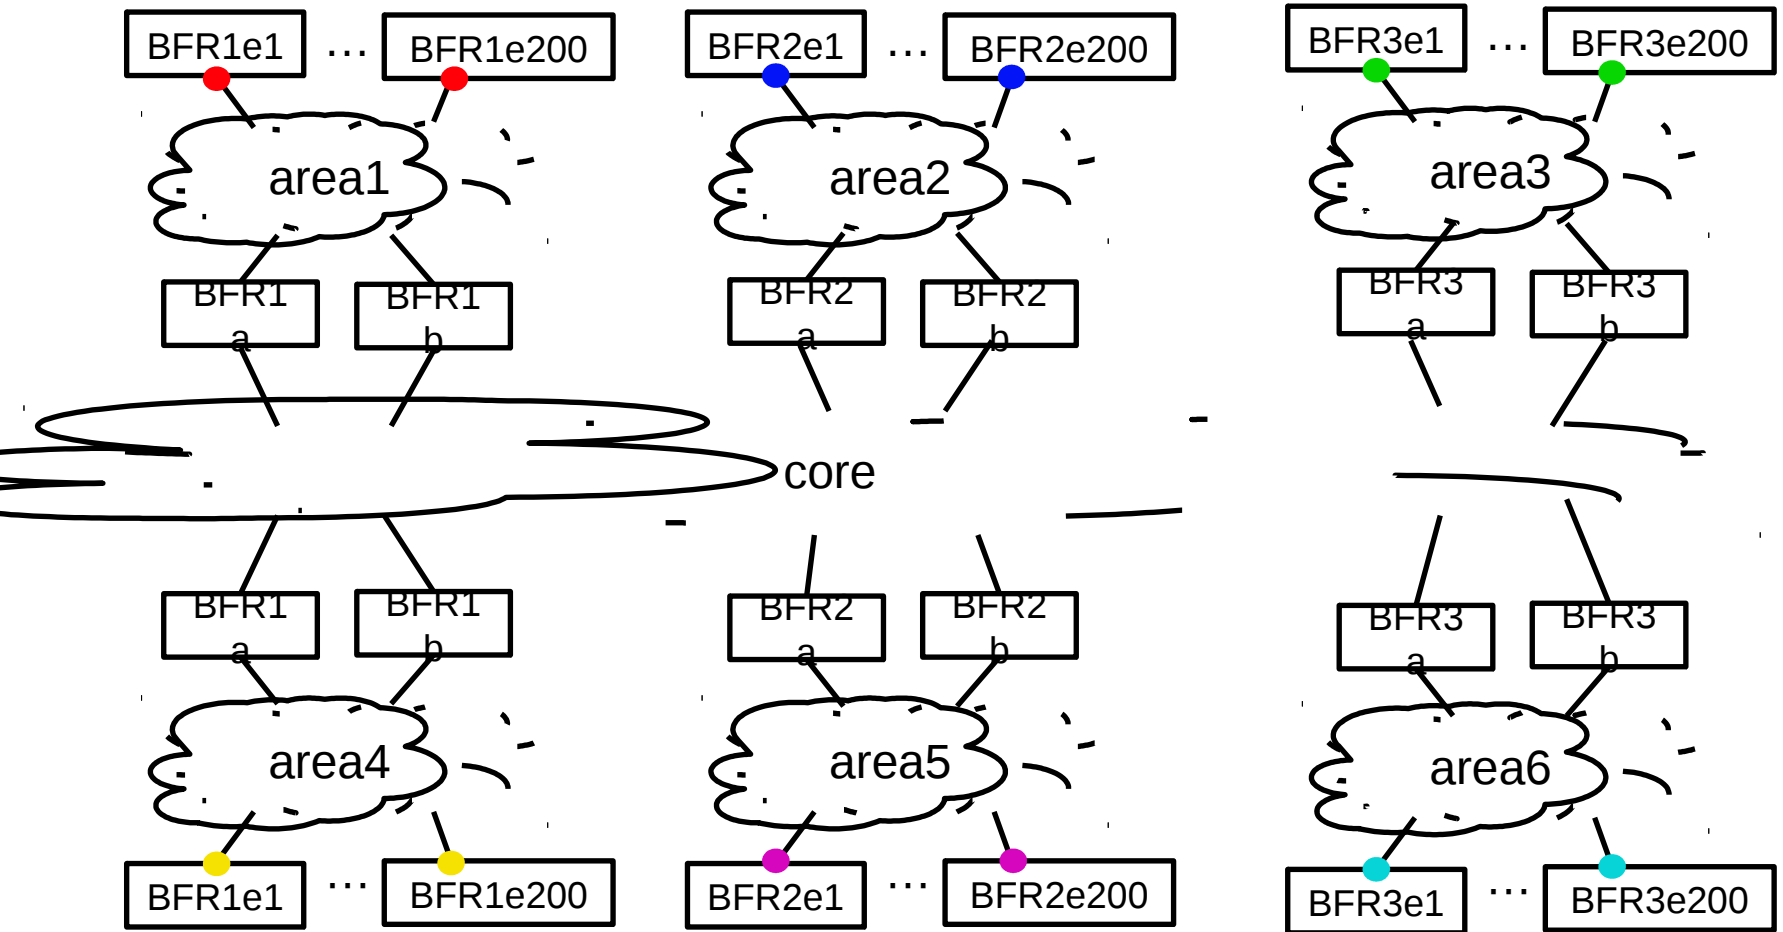 BFR1e1 ... BFR1e200 BFR2e1 ... BFR2e200 BFR3e1 ... BFR3e200
area1 area2 area3
BFR1 BFR1 BFR2 BFR2 BFR3 BFR3
a b a b a b
core
BFR1 BFR1 BFR2 BFR2 BFR3 BFR3
a b a b a b
area4 area5 area6
BFR1e1 ... BFR1e200 BFR2e1 ... BFR2e200 BFR3e1 ... BFR3e200